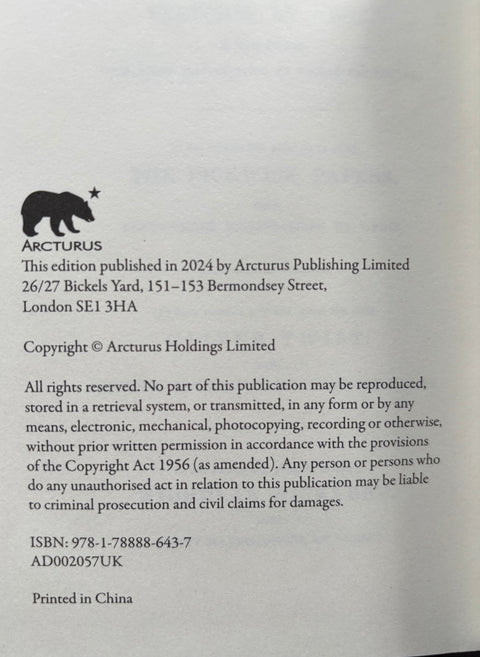 ARCTURUS
This edition published in 2024 by Arcturus Publishing Limited
26/27 Bickels Yard, 151–153 Bermondsey Street,
London SE1 3HA
Copyright © Arcturus Holdings Limited
All rights reserved. No part of this publication may be reproduced,
stored in a retrieval system, or transmitted, in any form or by any
means, electronic, mechanical, photocopying, recording or otherwise,
without prior written permission in accordance with the provisions
of the Copyright Act 1956 (as amended). Any person or persons who
do any unauthorised act in relation to this publication may be liable
to criminal prosecution and civil claims for damages.
ISBN: 978-1-78888-643-7
AD002057UK
Printed in China